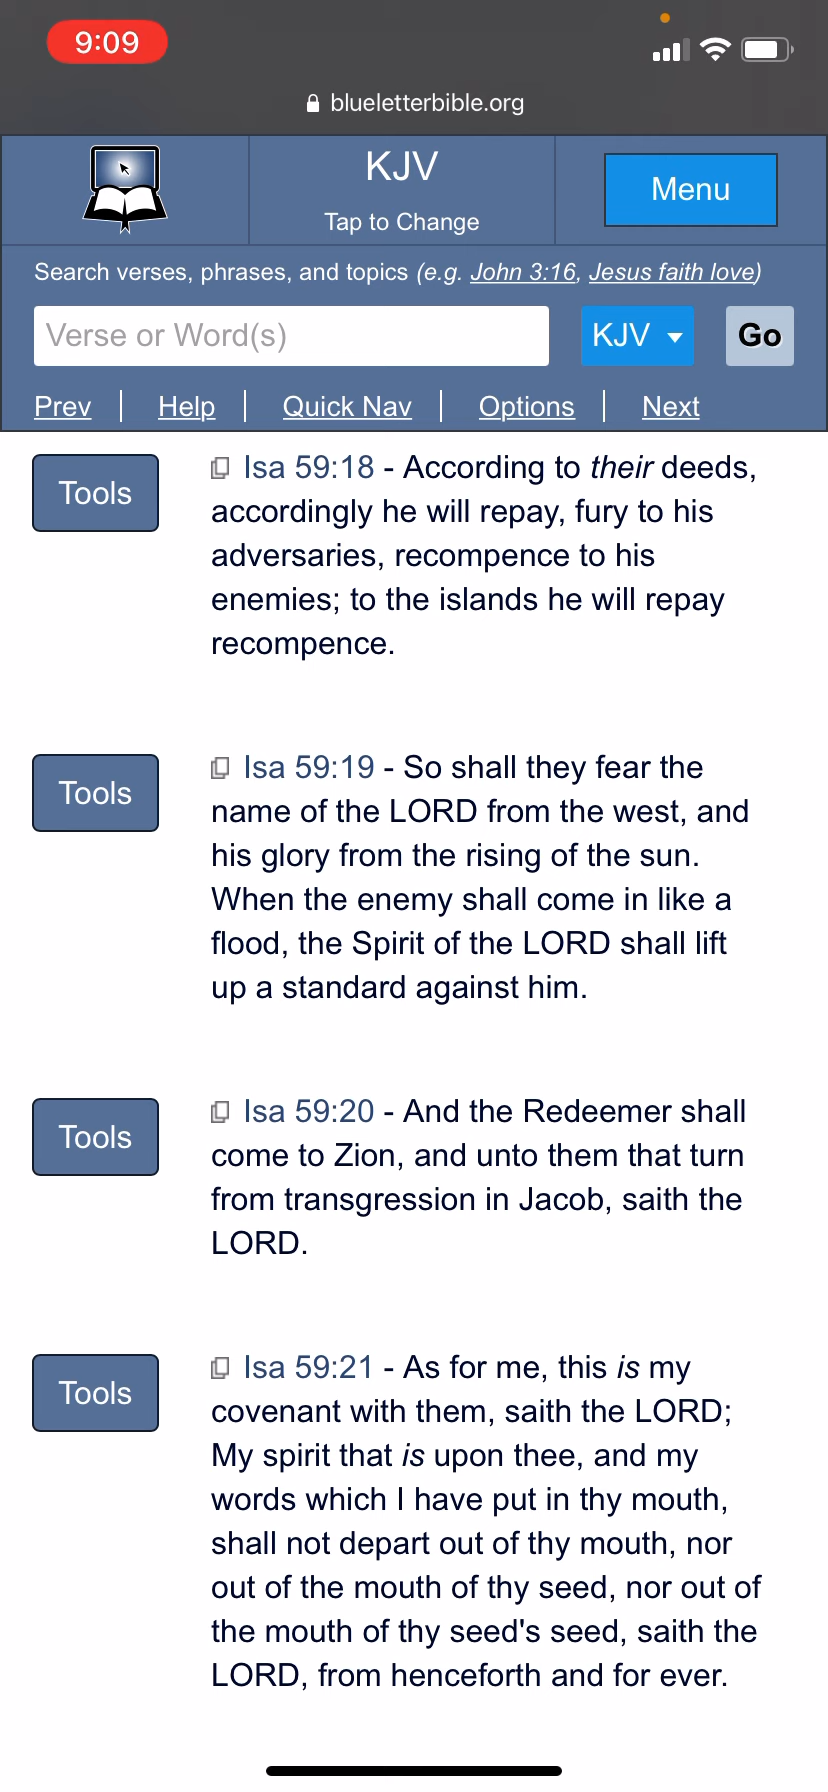 9:09
blueletterbible.org
KJV
Tap to Change
Menu
Search verses, phrases, and topics (e.g. John 3:16, Jesus faith love)
Verse or Word(s)
KJV
Go
Prev | Help | Quick Nav | Options | Next
Tools
Isa 59:18 - According to their deeds,
accordingly he will repay, fury to his
adversaries, recompence to his
enemies; to the islands he will repay
recompence.
Tools
Isa 59:19 - So shall they fear the
name of the LORD from the west, and
his glory from the rising of the sun.
When the enemy shall come in like a
flood, the Spirit of the LORD shall lift
up a standard against him.
Tools
Isa 59:20 - And the Redeemer shall
come to Zion, and unto them that turn
from transgression in Jacob, saith the
LORD.
Tools
Isa 59:21 - As for me, this is my
covenant with them, saith the LORD;
My spirit that is upon thee, and my
words which I have put in thy mouth,
shall not depart out of thy mouth, nor
out of the mouth of thy seed, nor out of
the mouth of thy seed's seed, saith the
LORD, from henceforth and for ever.